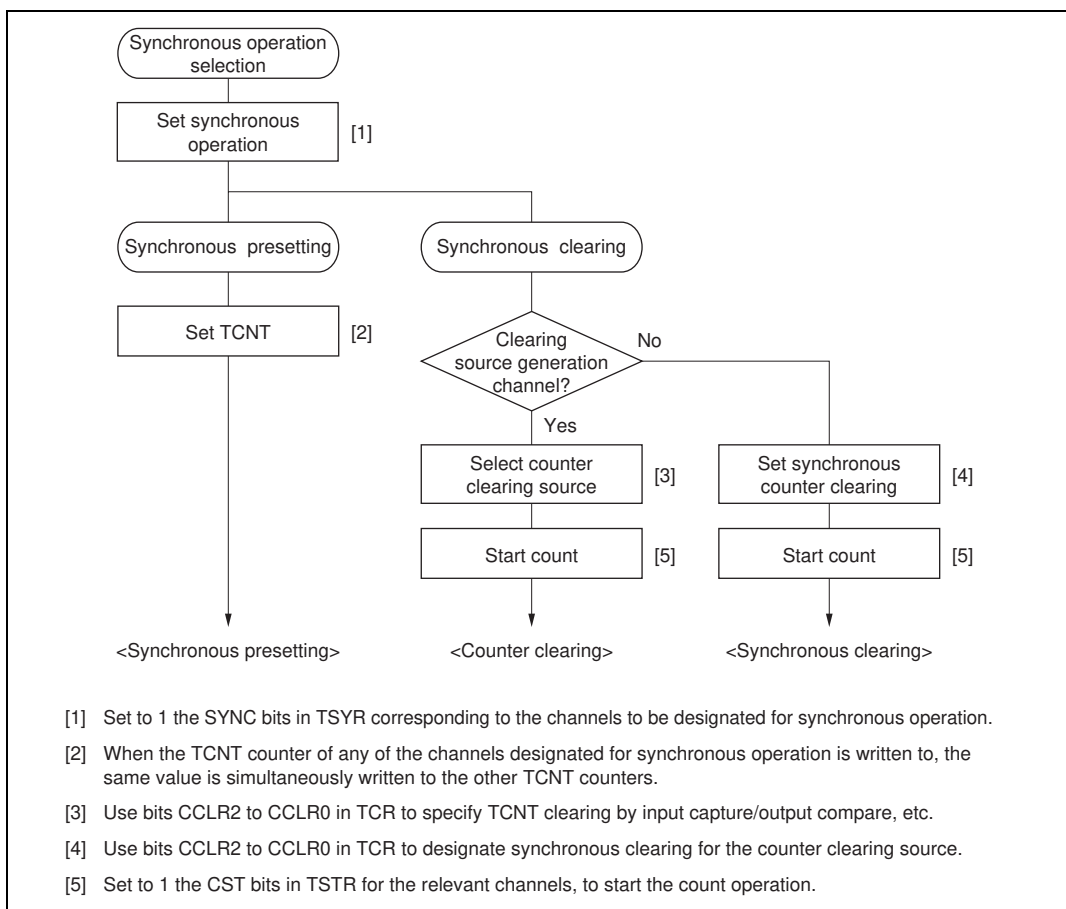 Synchronous operation
selection
Set synchronous
operation
[1]
Synchronous presetting
Synchronous clearing
Set TCNT
[2]
Clearing
source generation
channel?
No
Yes
Select counter
clearing source
[3]
Set synchronous
counter clearing
[4]
Start count
[5]
Start count
[5]
<Synchronous presetting>
<Counter clearing>
<Synchronous clearing>
[1] Set to 1 the SYNC bits in TSYR corresponding to the channels to be designated for synchronous operation.
[2] When the TCNT counter of any of the channels designated for synchronous operation is written to, the
same value is simultaneously written to the other TCNT counters.
[3] Use bits CCLR2 to CCLR0 in TCR to specify TCNT clearing by input capture/output compare, etc.
[4] Use bits CCLR2 to CCLR0 in TCR to designate synchronous clearing for the counter clearing source.
[5] Set to 1 the CST bits in TSTR for the relevant channels, to start the count operation.